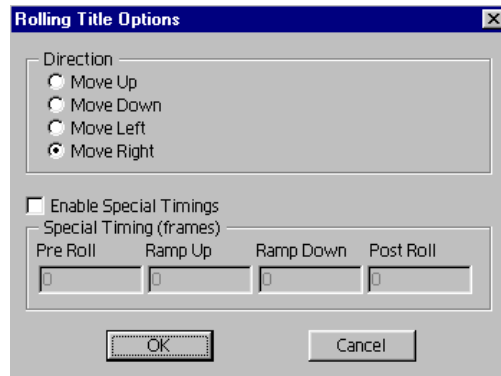 Rolling Title Options
Direction
Move Up
Move Down
Move Left
Move Right
Enable Special Timings
Special Timing (frames)
Pre Roll Ramp Up Ramp Down Post Roll
0 0 0 0
OK Cancel